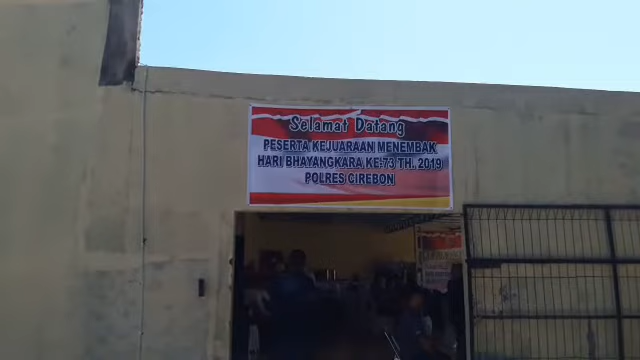 Selamat Datang
PESERTA KEJUARAAN MENEMBAK
HARI BHAYANGKARA KE-73 TH. 2019
POLRES CIREBON